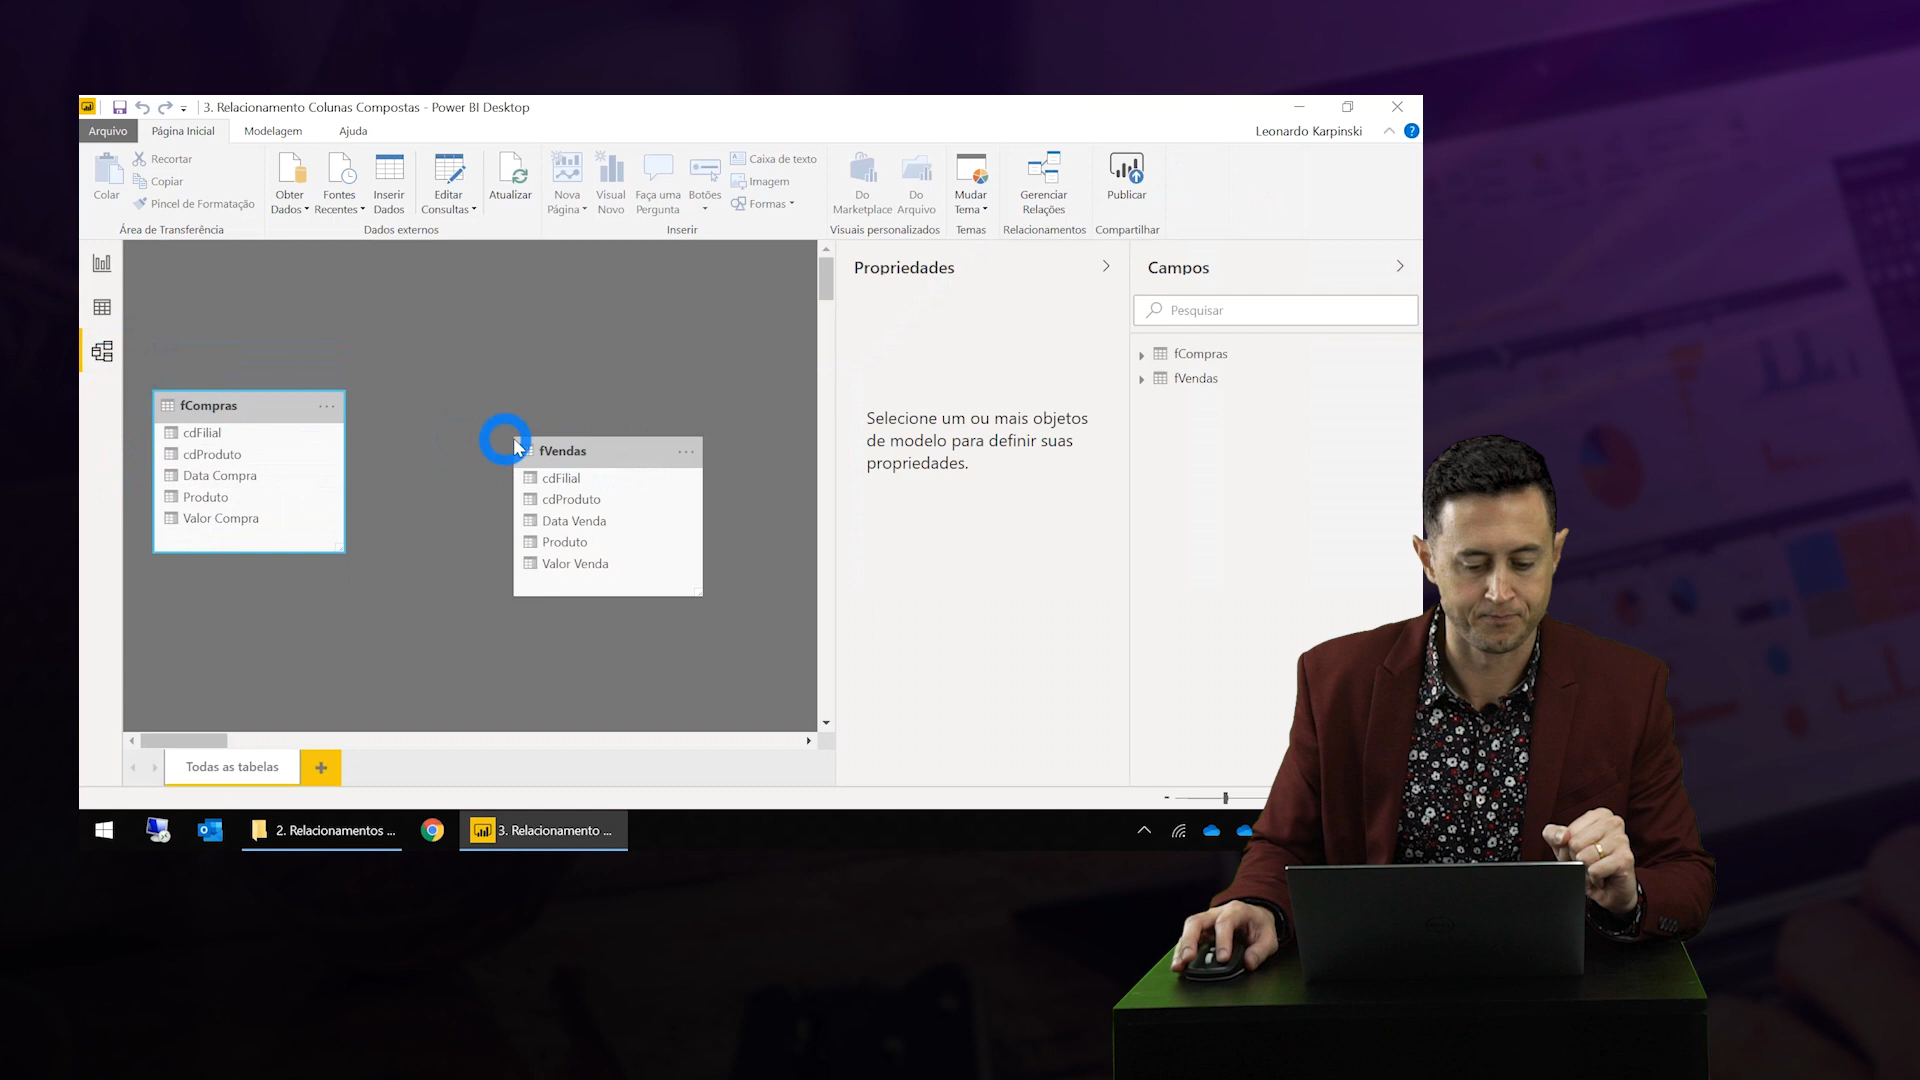 3. Relacionamento Colunas Compostas - Power BI Desktop
Arquivo
Página Inicial
Modelagem
Ajuda
Leonardo Karpinski
?
Colar
Recortar
Copiar
Pincel de Formatação
Área de Transferência
Obter Dados
Fontes Recentes
Inserir Dados
Editar Consultas
Atualizar
Dados externos
Nova Página
Visual Novo
Faça uma Pergunta
Botões
Caixa de texto
Imagem
Formas
Inserir
Do Marketplace
Do Arquivo
Visuais personalizados
Mudar Tema
Temas
Gerenciar Relações
Relacionamentos
Publicar
Compartilhar
fCompras
cdFilial
cdProduto
Data Compra
Produto
Valor Compra
fVendas
cdFilial
cdProduto
Data Venda
Produto
Valor Venda
Propriedades
Selecione um ou mais objetos
de modelo para definir suas
propriedades.
Campos
Pesquisar
fCompras
fVendas
Todas as tabelas
2. Relacionamentos ...
3. Relacionamento ...